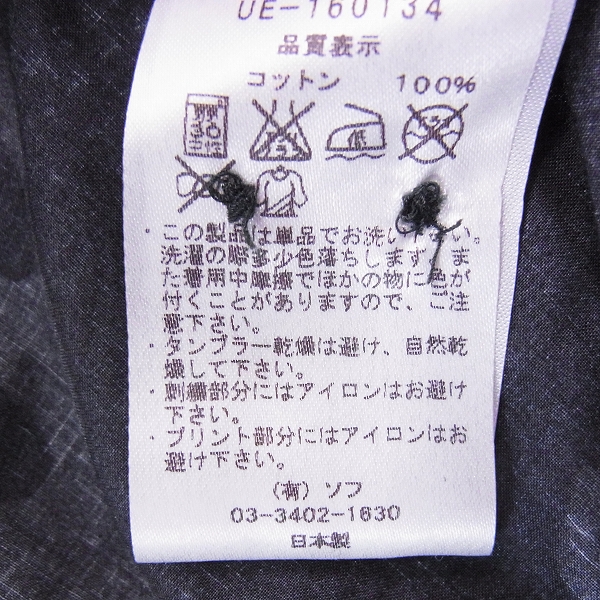 UE-160134
品質表示
コットン 100%
・この製品は単品でお洗い下さい。
洗濯の際多少色落ちします。ま
た着用中摩擦でほかの物に色が
付くことがありますので、ご注
意下さい。
・タンブラー乾燥は避け、自然乾
燥して下さい。
・刺繍部分にはアイロンはお避け
下さい。
・プリント部分にはアイロンはお
避け下さい。
(有)ソフ
03-3402-1630
日本製